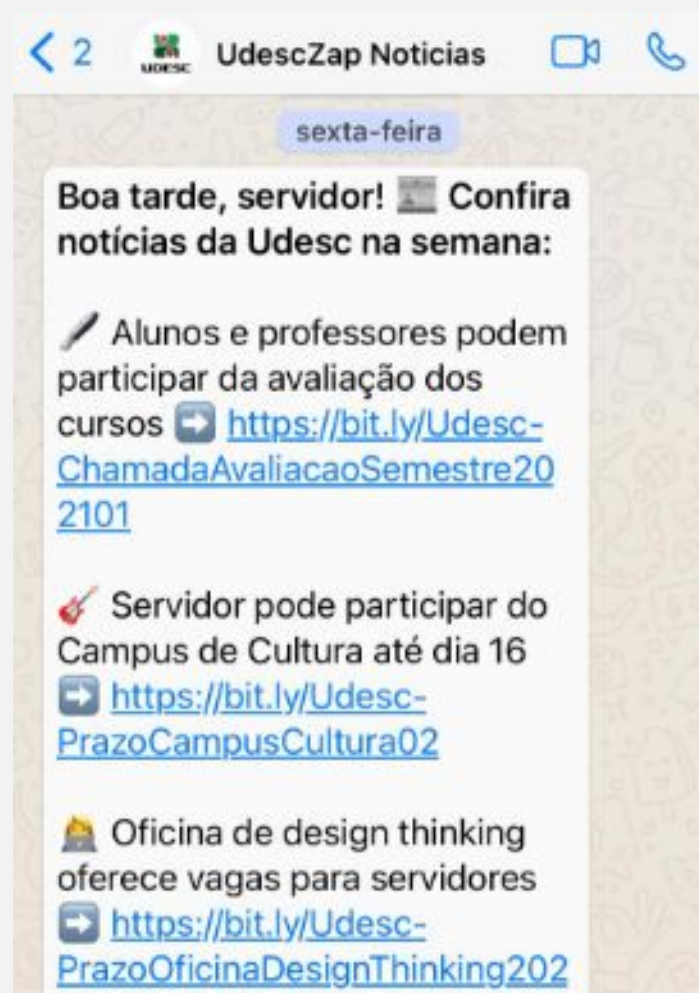 2 UDESC UdescZap Noticias
sexta-feira
Boa tarde, servidor! Confira
notícias da Udesc na semana:
Alunos e professores podem
participar da avaliação dos
cursos ➡️ https://bit.ly/Udesc-
ChamadaAvaliacaoSemestre20
2101
🎸 Servidor pode participar do
Campus de Cultura até dia 16
➡️ https://bit.ly/Udesc-
PrazoCampusCultura02
Oficina de design thinking
oferece vagas para servidores
➡️ https://bit.ly/Udesc-
PrazoOficinaDesignThinking202